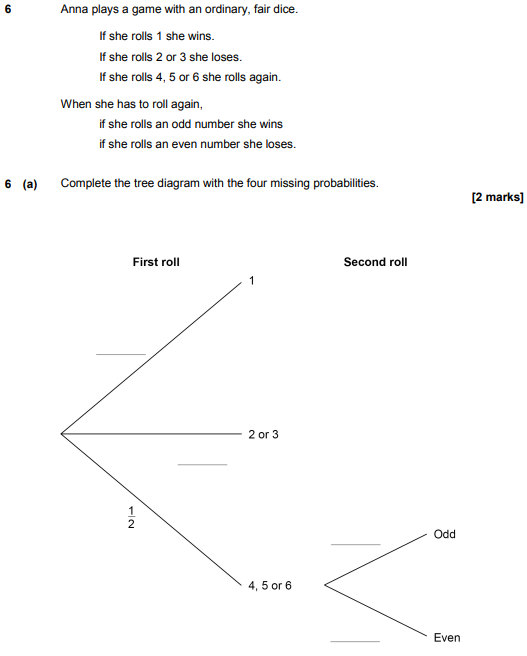 6 Anna plays a game with an ordinary, fair dice.
If she rolls 1 she wins.
If she rolls 2 or 3 she loses.
If she rolls 4, 5 or 6 she rolls again.
When she has to roll again,
if she rolls an odd number she wins
if she rolls an even number she loses.
6 (a) Complete the tree diagram with the four missing probabilities.
[2 marks]
First roll Second roll
1
2 or 3
1
2
Odd
4, 5 or 6
Even